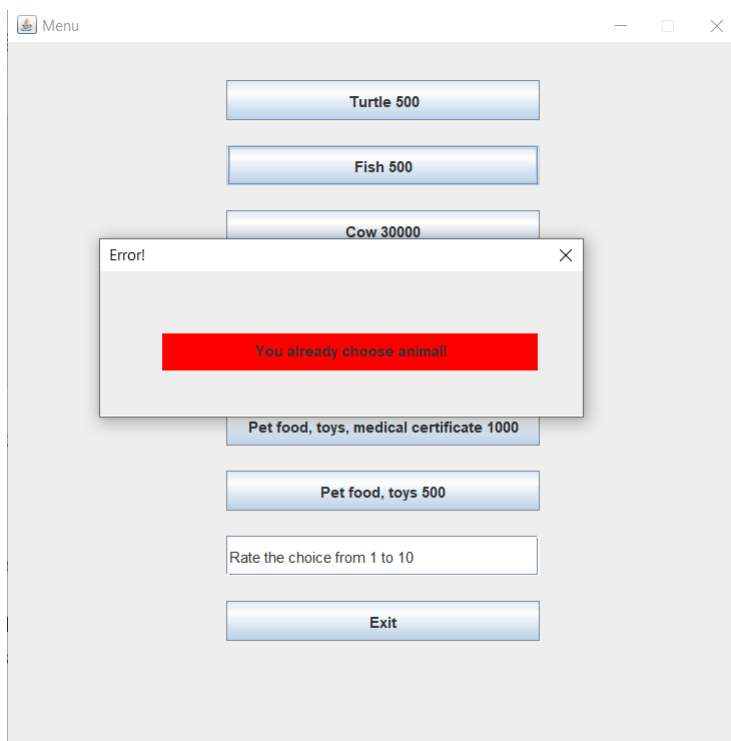 Menu
Turtle 500
Fish 500
Cow 30000
Error!
You already choose animal!
Pet food, toys, medical certificate 1000
Pet food, toys 500
Rate the choice from 1 to 10
Exit